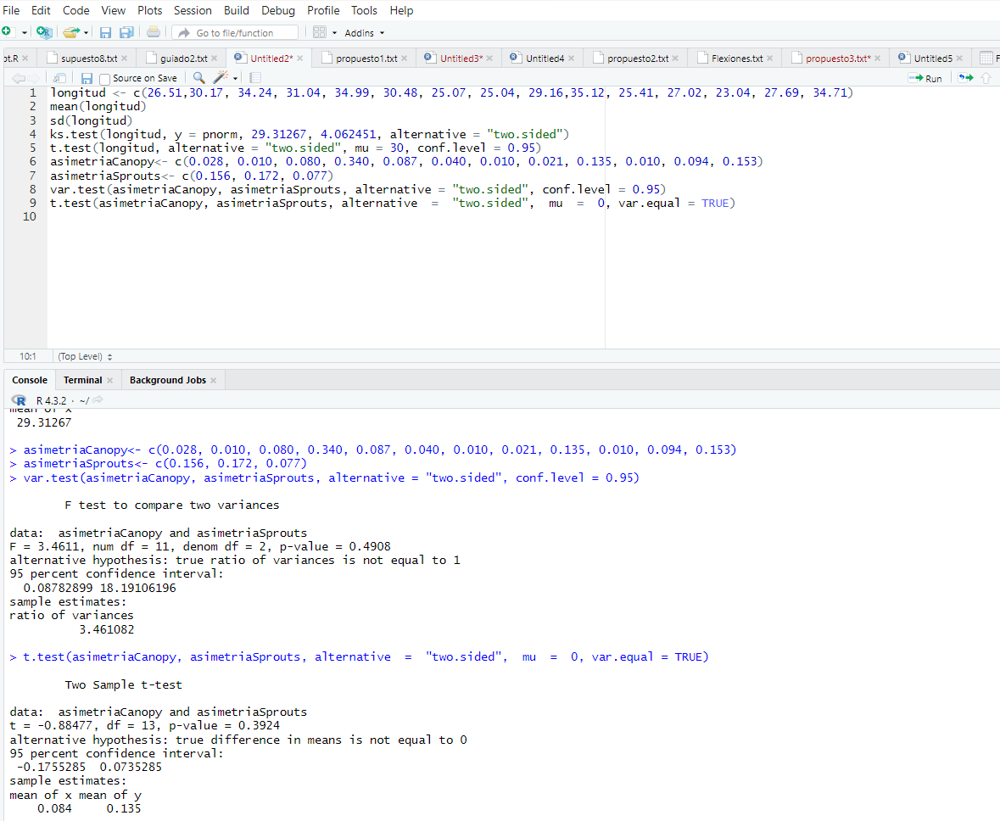 File Edit Code View Plots Session Build Debug Profile Tools Help
Go to file/function Addins
ot.R supuesto8.txt guiado2.txt Untitled2* propuesto1.txt Untitled3* Untitled4 propuesto2.txt Flexiones.txt propuesto3.txt* Untitled5 F
Source on Save Run
1 longitud <- c(26.51,30.17, 34.24, 31.04, 34.99, 30.48, 25.07, 25.04, 29.16,35.12, 25.41, 27.02, 23.04, 27.69, 34.71)
2 mean(longitud)
3 sd(longitud)
4 ks.test(longitud, y = pnorm, 29.31267, 4.062451, alternative = "two.sided")
5 t.test(longitud, alternative = "two.sided", mu = 30, conf.level = 0.95)
6 asimetriaCanopy<- c(0.028, 0.010, 0.080, 0.340, 0.087, 0.040, 0.010, 0.021, 0.135, 0.010, 0.094, 0.153)
7 asimetriaSprouts<- c(0.156, 0.172, 0.077)
8 var.test(asimetriaCanopy, asimetriaSprouts, alternative = "two.sided", conf.level = 0.95)
9 t.test(asimetriaCanopy, asimetriaSprouts, alternative  =  "two.sided",  mu  =  0, var.equal = TRUE)
10
10:1 (Top Level)
Console Terminal Background Jobs
R R 4.3.2 · ~/
mean of x
29.31267
> asimetriaCanopy<- c(0.028, 0.010, 0.080, 0.340, 0.087, 0.040, 0.010, 0.021, 0.135, 0.010, 0.094, 0.153)
> asimetriaSprouts<- c(0.156, 0.172, 0.077)
> var.test(asimetriaCanopy, asimetriaSprouts, alternative = "two.sided", conf.level = 0.95)
F test to compare two variances
data:  asimetriaCanopy and asimetriaSprouts
F = 3.4611, num df = 11, denom df = 2, p-value = 0.4908
alternative hypothesis: true ratio of variances is not equal to 1
95 percent confidence interval:
0.08782899 18.19106196
sample estimates:
ratio of variances
3.461082
> t.test(asimetriaCanopy, asimetriaSprouts, alternative  =  "two.sided",  mu  =  0, var.equal = TRUE)
Two Sample t-test
data:  asimetriaCanopy and asimetriaSprouts
t = -0.88477, df = 13, p-value = 0.3924
alternative hypothesis: true difference in means is not equal to 0
95 percent confidence interval:
-0.1755285  0.0735285
sample estimates:
mean of x mean of y
0.084     0.135